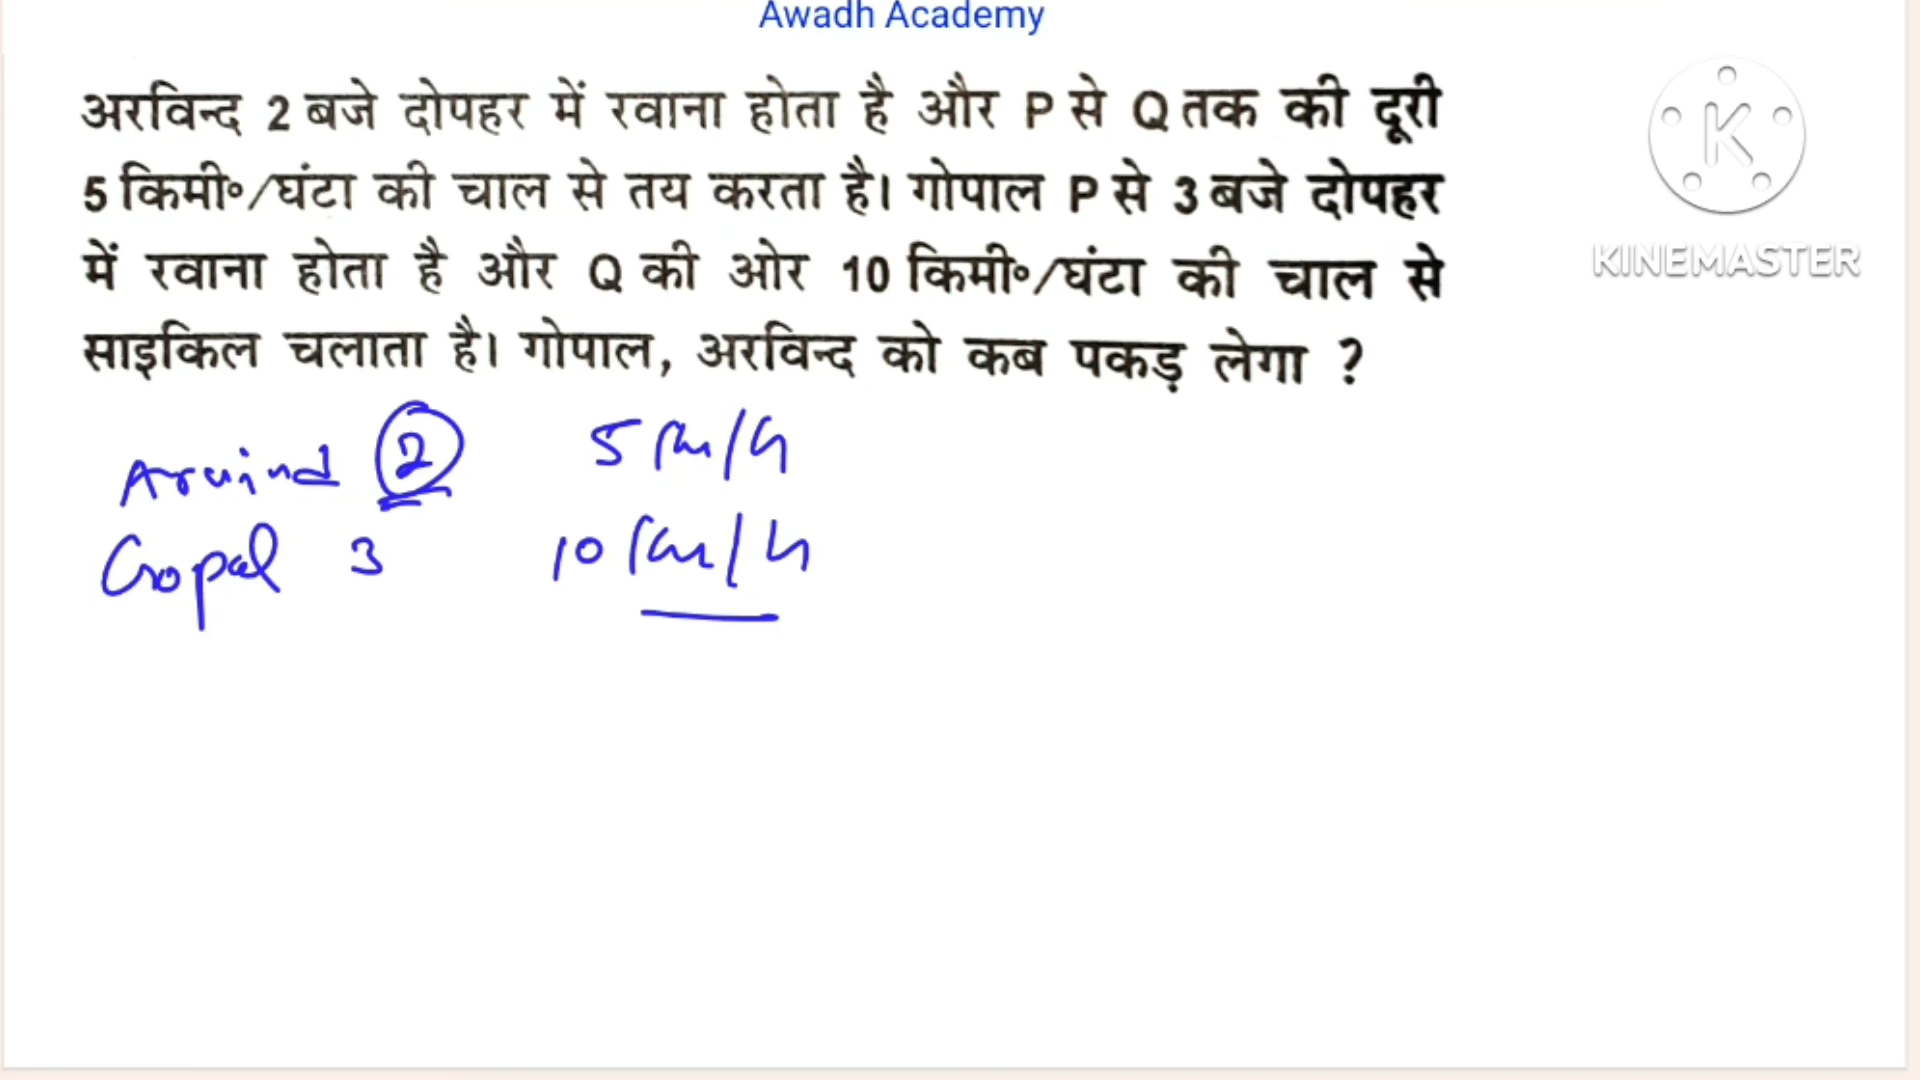 Awadh Academy
अरविन्द 2 बजे दोपहर में रवाना होता है और P से Q तक की दूरी
5 किमी॰/घंटा की चाल से तय करता है। गोपाल P से 3 बजे दोपहर
में रवाना होता है और Q की ओर 10 किमी॰/घंटा की चाल से
साइकिल चलाता है। गोपाल, अरविन्द को कब पकड़ लेगा ?
K
KINEMASTER
Arvind 2 5 km/h
Gopal 3 10 km/h